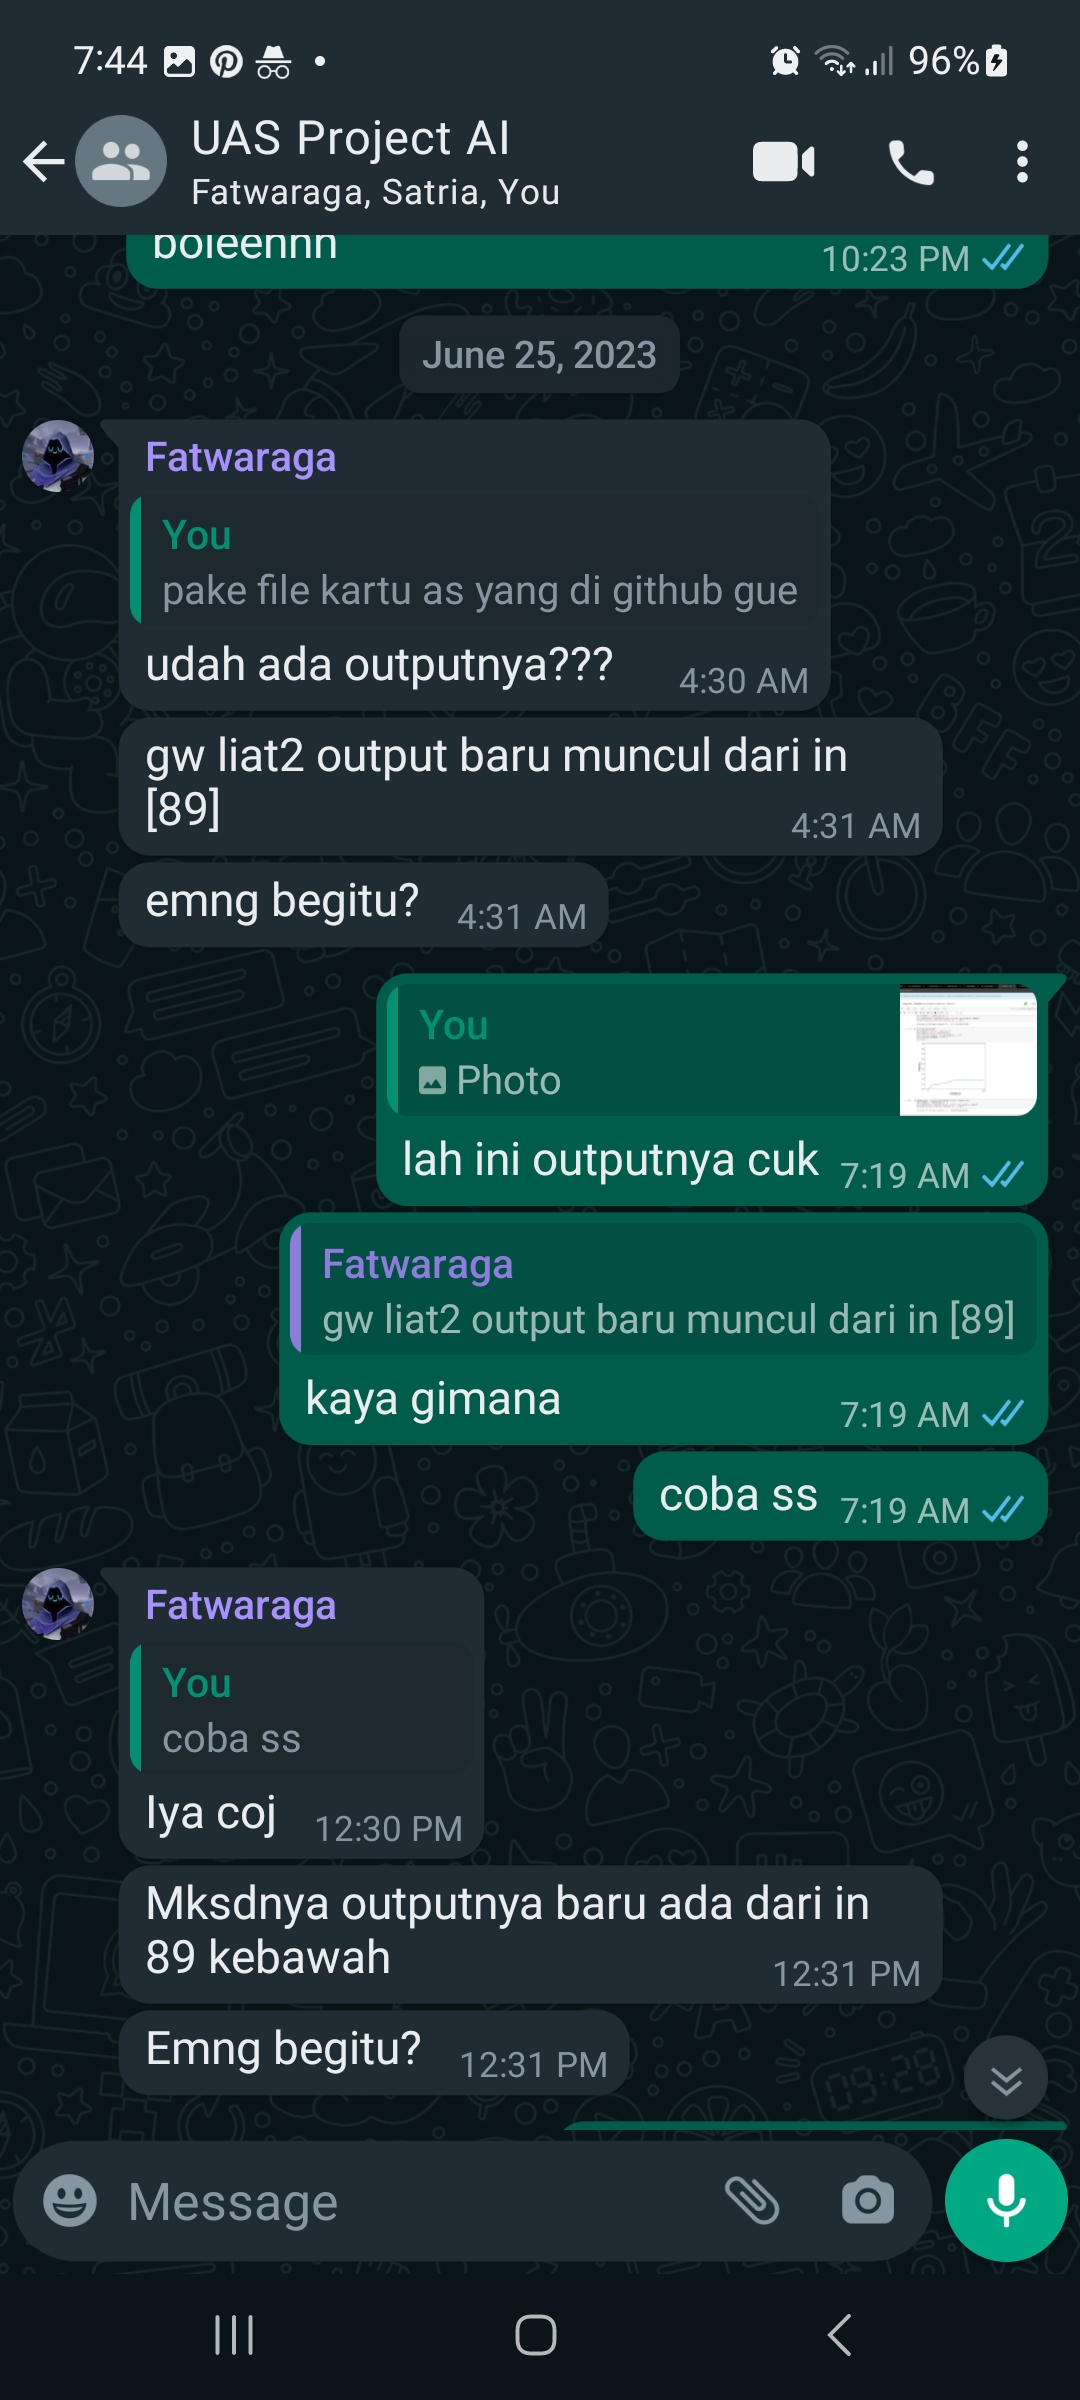 7:44
96%
UAS Project AI
Fatwaraga, Satria, You
boleehhh
10:23 PM
June 25, 2023
Fatwaraga
You
pake file kartu as yang di github gue
udah ada outputnya???
4:30 AM
gw liat2 output baru muncul dari in
[89]
4:31 AM
emng begitu?
4:31 AM
You
Photo
lah ini outputnya cuk
7:19 AM
Fatwaraga
gw liat2 output baru muncul dari in [89]
kaya gimana
7:19 AM
coba ss
7:19 AM
Fatwaraga
You
coba ss
Iya coj
12:30 PM
Mksdnya outputnya baru ada dari in
89 kebawah
12:31 PM
Emng begitu?
12:31 PM
Message